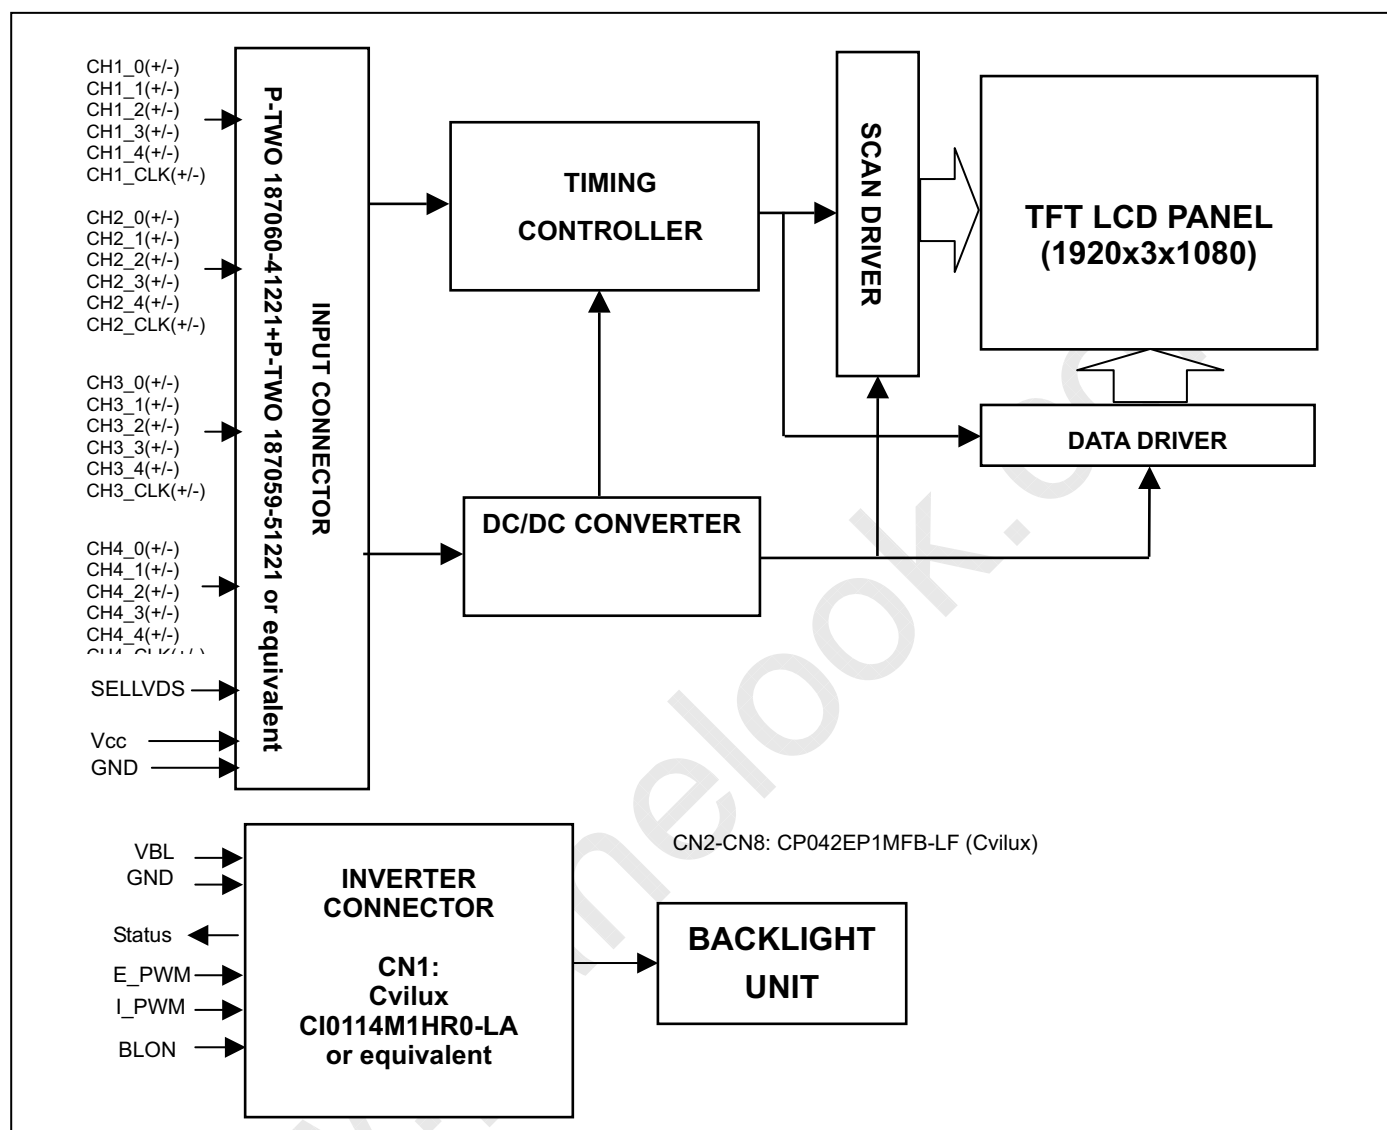 CH1_0(+/-)
CH1_1(+/-)
CH1_2(+/-)
CH1_3(+/-)
CH1_4(+/-)
CH1_CLK(+/-)
CH2_0(+/-)
CH2_1(+/-)
CH2_2(+/-)
CH2_3(+/-)
CH2_4(+/-)
CH2_CLK(+/-)
CH3_0(+/-)
CH3_1(+/-)
CH3_2(+/-)
CH3_3(+/-)
CH3_4(+/-)
CH3_CLK(+/-)
CH4_0(+/-)
CH4_1(+/-)
CH4_2(+/-)
CH4_3(+/-)
CH4_4(+/-)
CH4_CLK(+/-)
SELLVDS
Vcc
GND
INPUT CONNECTOR
P-TWO 187060-41221+P-TWO 187059-51221 or equivalent
TIMING
CONTROLLER
SCAN DRIVER
TFT LCD PANEL
(1920x3x1080)
DATA DRIVER
DC/DC CONVERTER
VBL
GND
Status
E_PWM
I_PWM
BLON
INVERTER
CONNECTOR
CN1:
Cvilux
CI0114M1HR0-LA
or equivalent
CN2-CN8: CP042EP1MFB-LF (Cvilux)
BACKLIGHT
UNIT